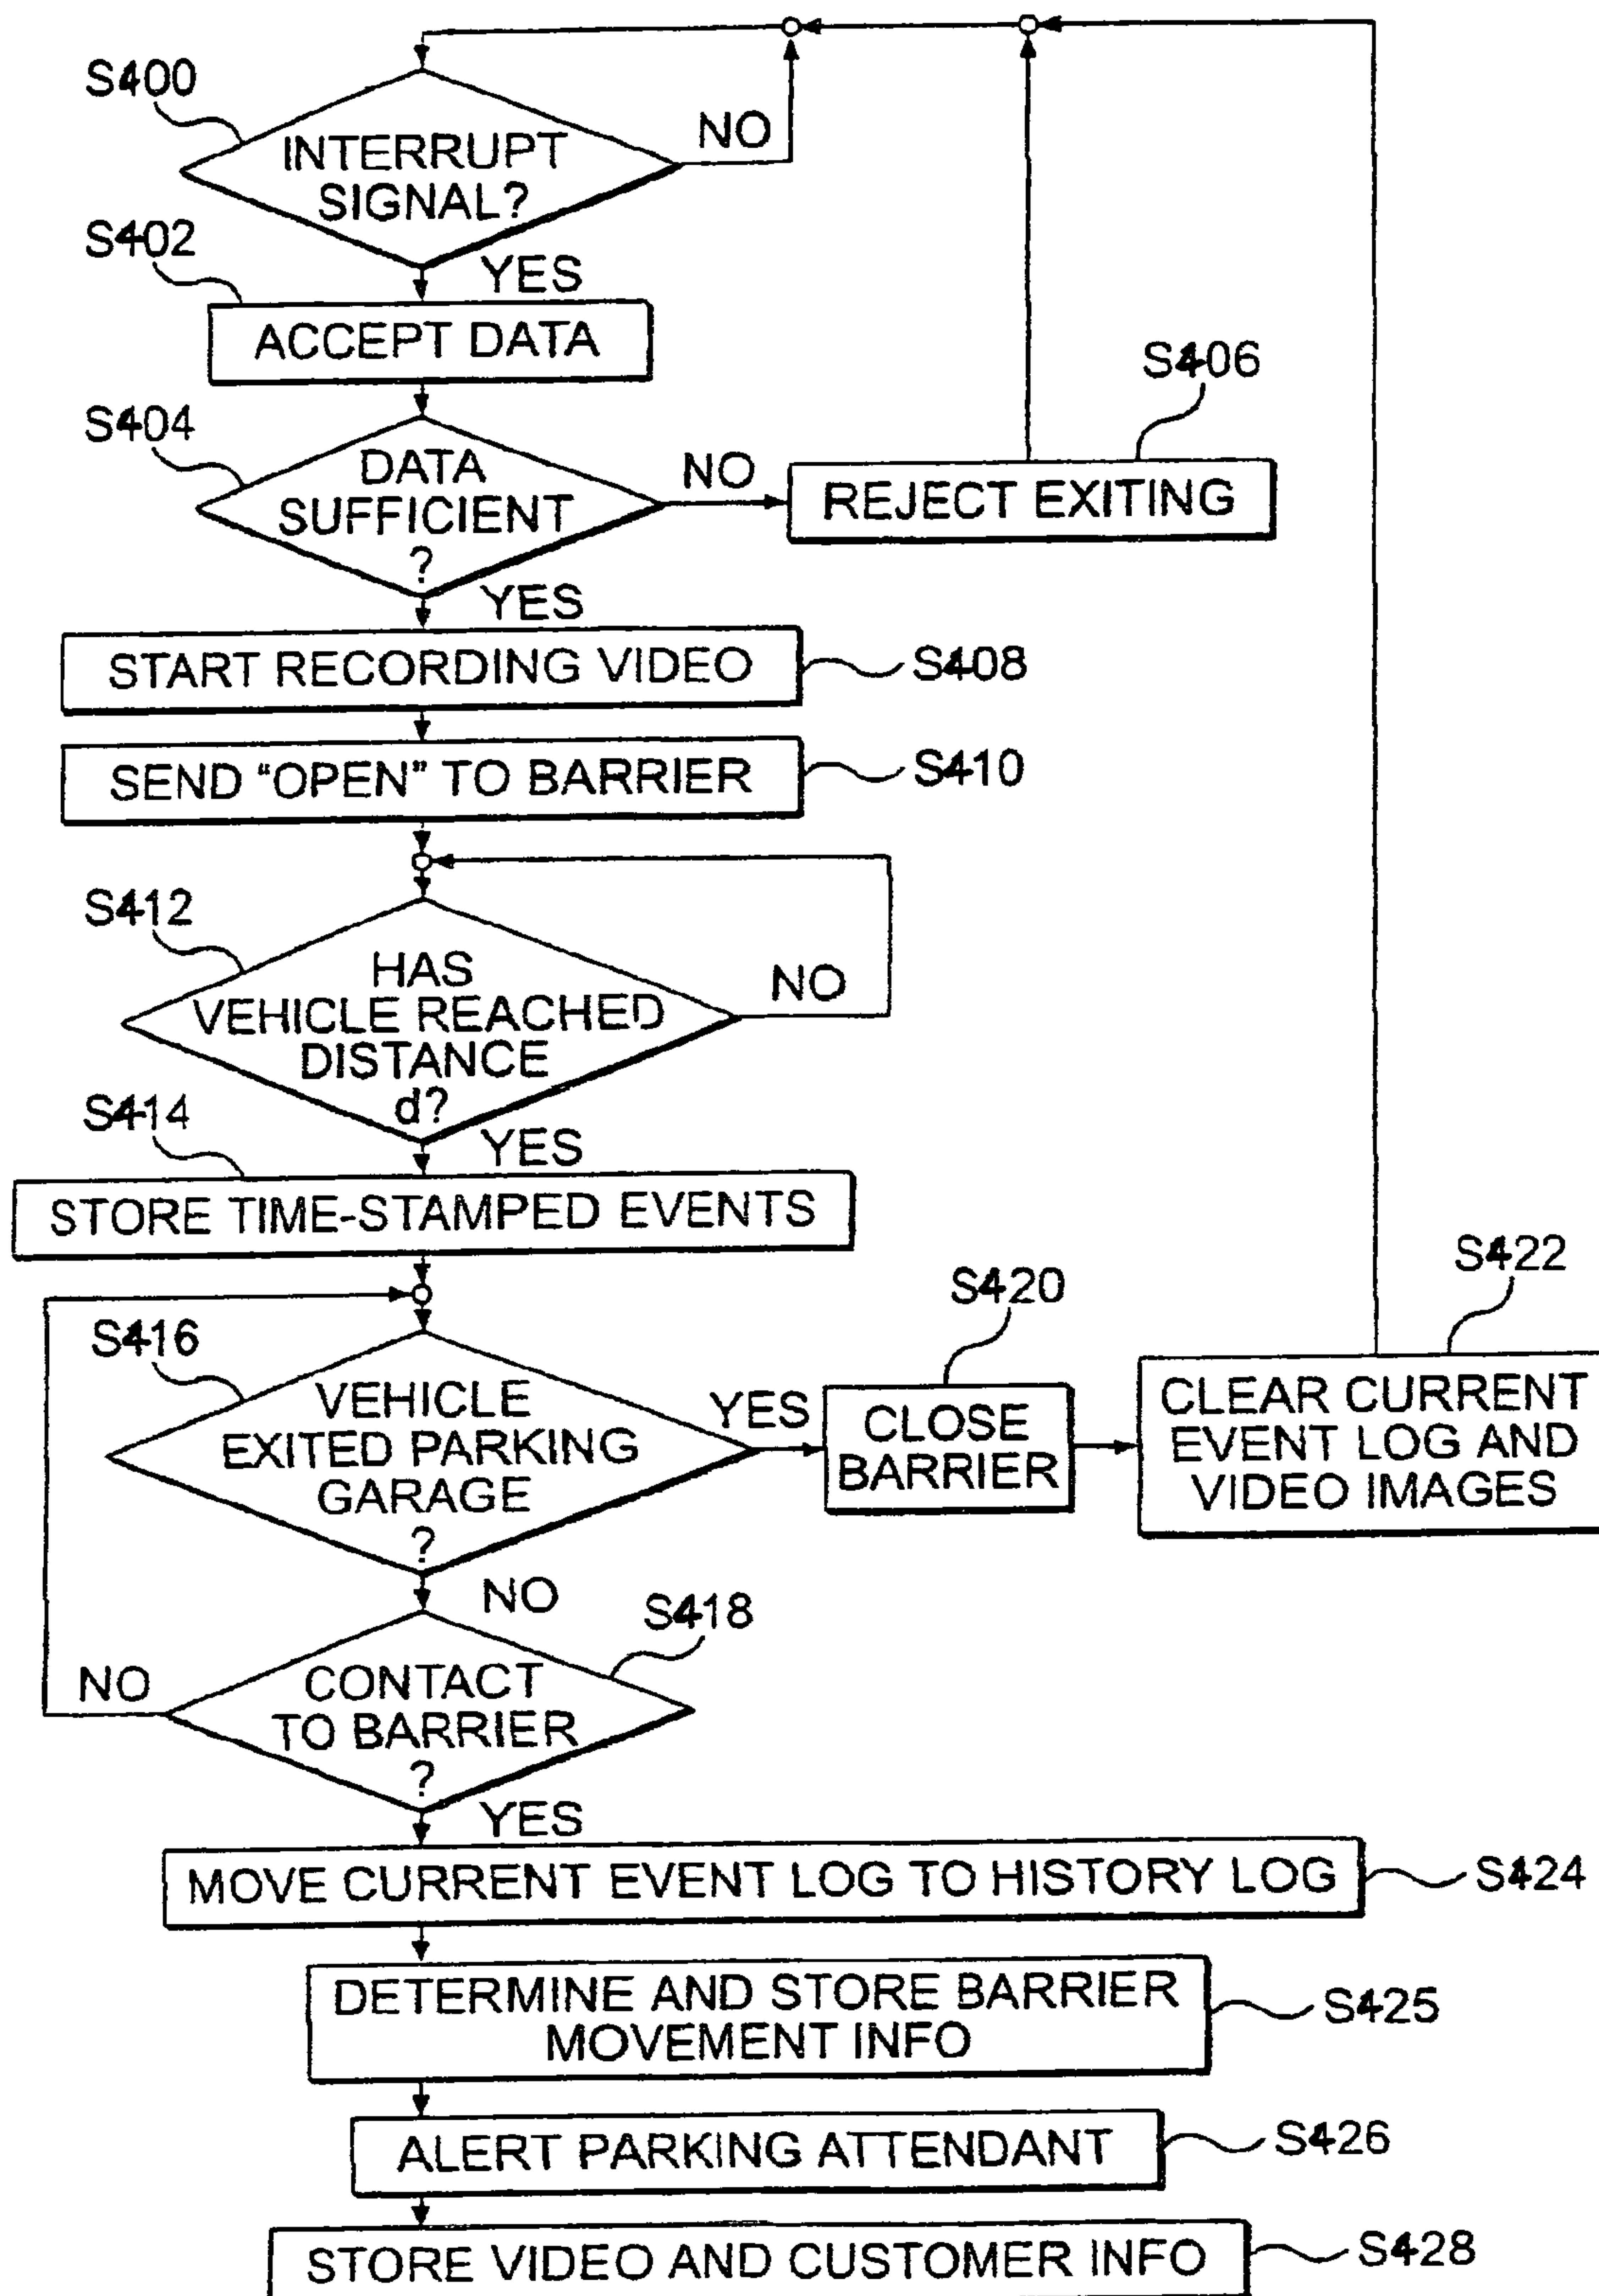 S400
INTERRUPT
SIGNAL?
NO
S402
YES
ACCEPT DATA
S404
DATA
SUFFICIENT
?
NO
S406
REJECT EXITING
YES
START RECORDING VIDEO
S408
SEND “OPEN” TO BARRIER
S410
S412
HAS
VEHICLE REACHED
DISTANCE
d?
NO
S414
YES
STORE TIME-STAMPED EVENTS
S416
VEHICLE
EXITED PARKING
GARAGE
?
YES
S420
CLOSE
BARRIER
S422
CLEAR CURRENT
EVENT LOG AND
VIDEO IMAGES
NO
S418
CONTACT
TO BARRIER
?
NO
YES
MOVE CURRENT EVENT LOG TO HISTORY LOG
S424
DETERMINE AND STORE BARRIER
MOVEMENT INFO
S425
ALERT PARKING ATTENDANT
S426
STORE VIDEO AND CUSTOMER INFO
S428